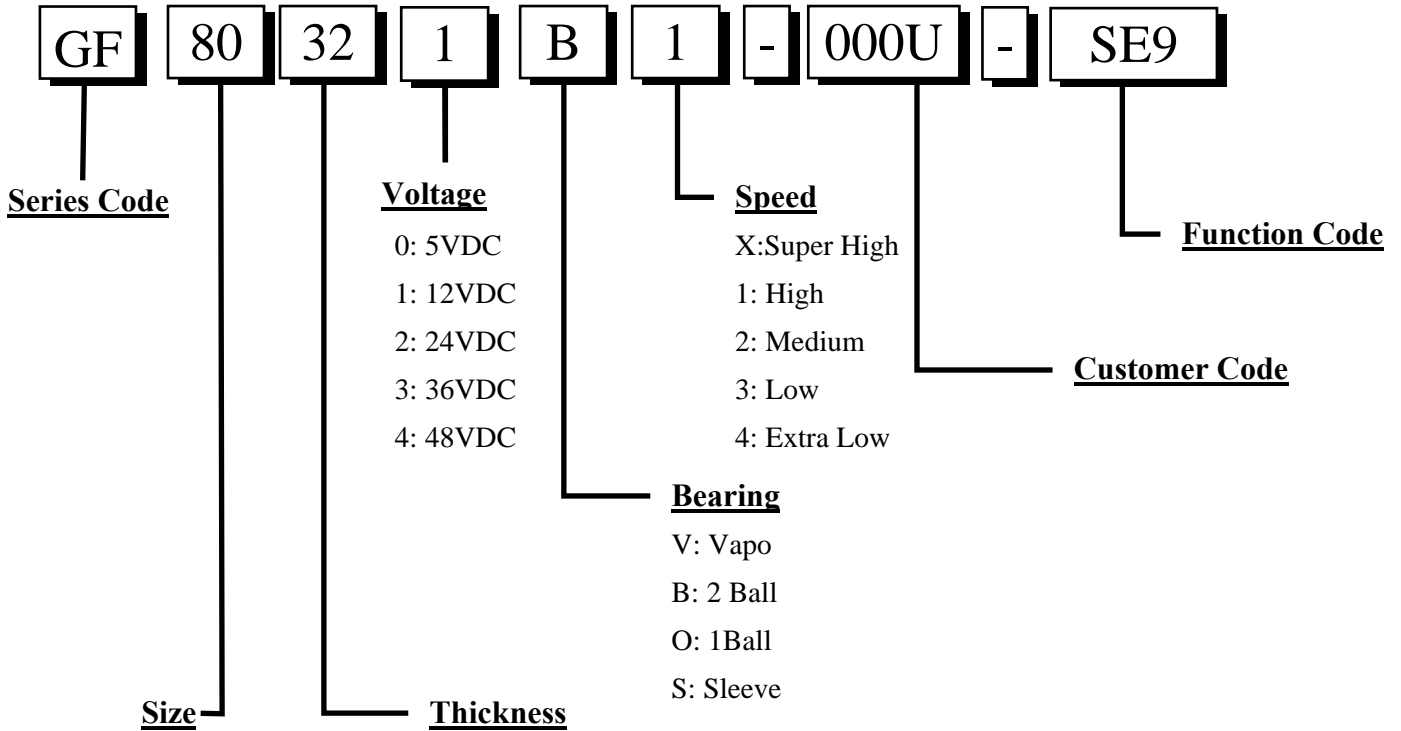 GF 80 32 1 B 1 - 000U - SE9
Series Code
Voltage
0: 5VDC
1: 12VDC
2: 24VDC
3: 36VDC
4: 48VDC
Speed
X:Super High
1: High
2: Medium
3: Low
4: Extra Low
Function Code
Customer Code
Bearing
V: Vapo
B: 2 Ball
O: 1Ball
S: Sleeve
Size
Thickness